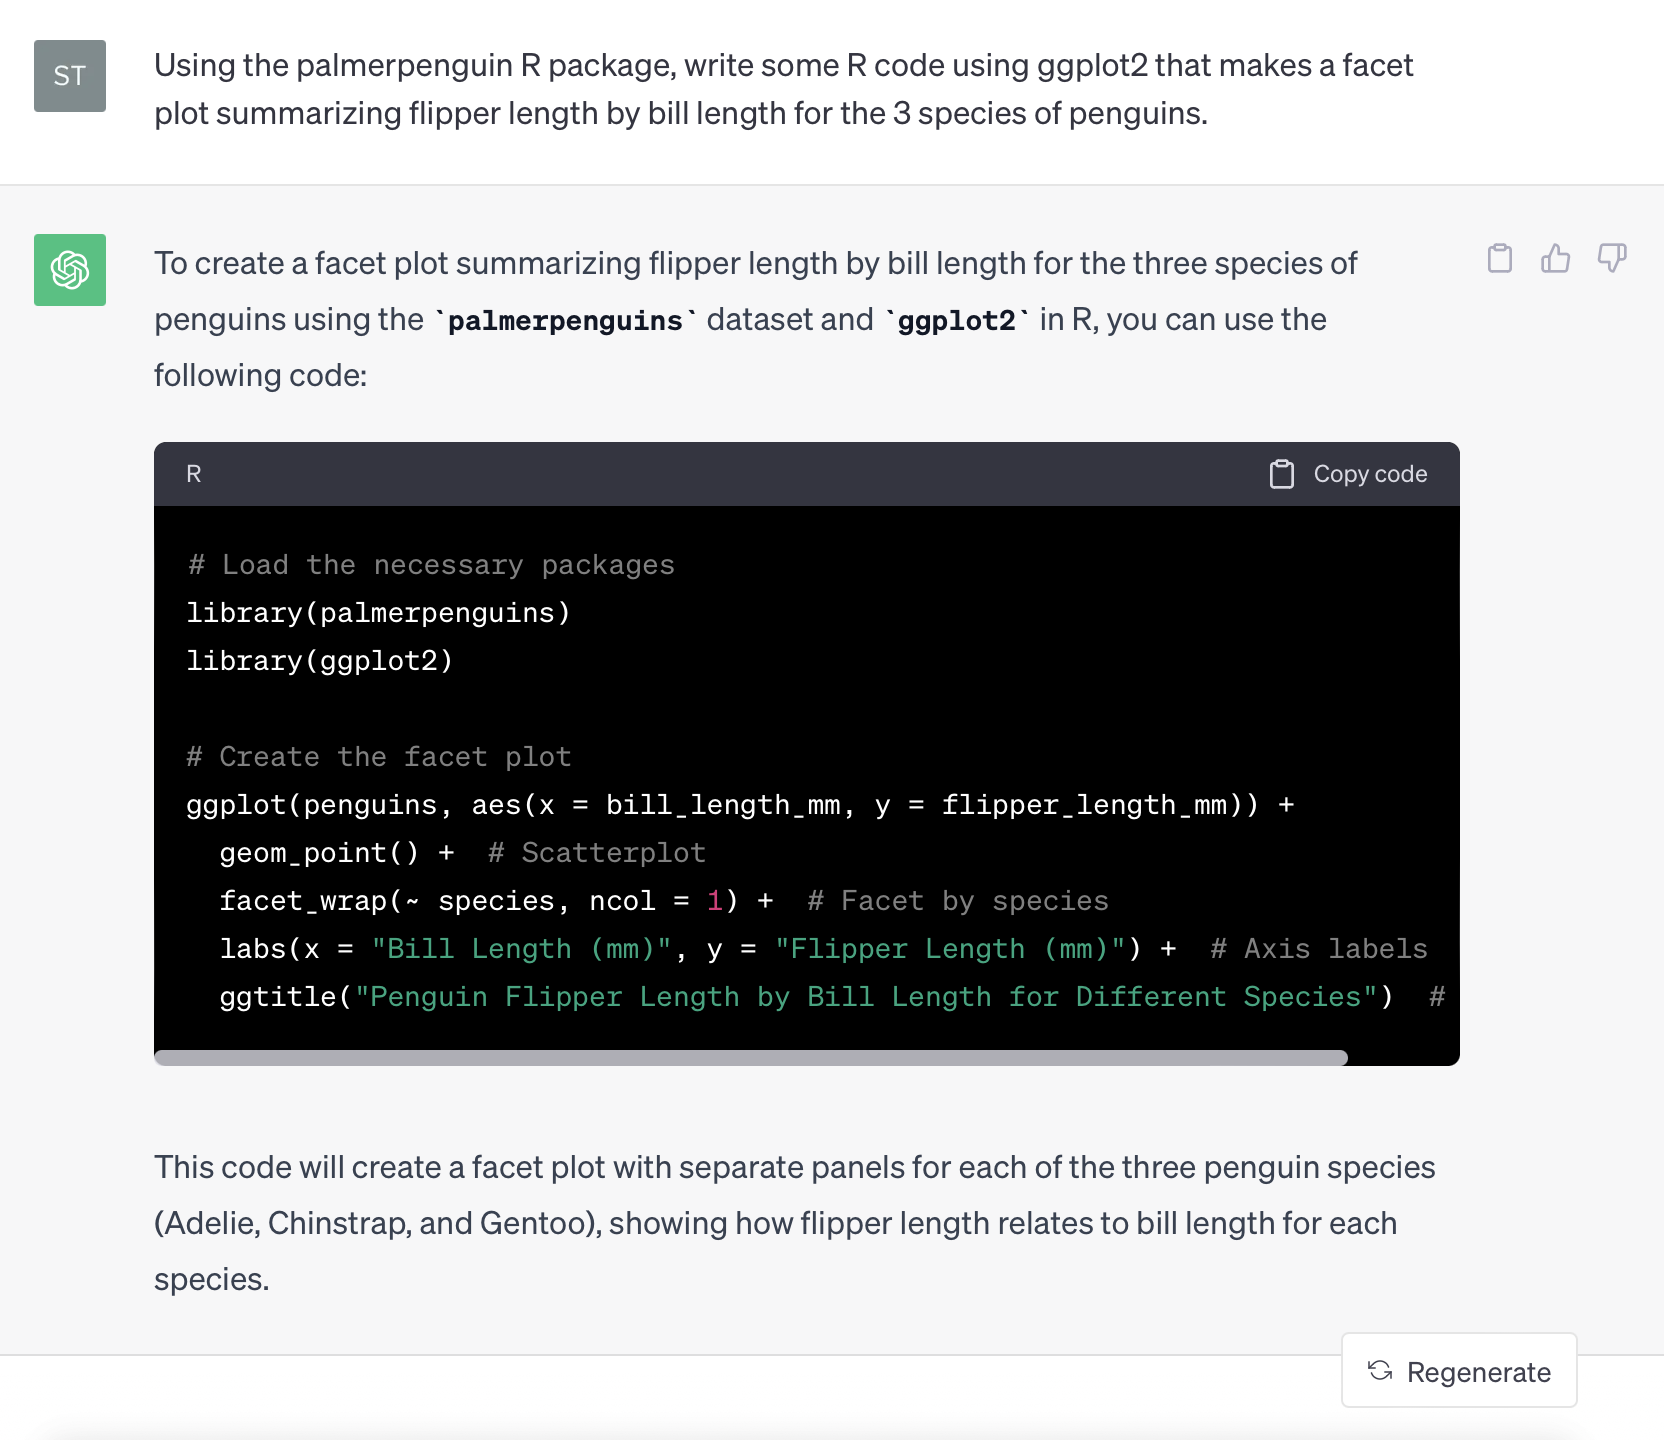 ST
Using the palmerpenguin R package, write some R code using ggplot2 that makes a facet
plot summarizing flipper length by bill length for the 3 species of penguins.
To create a facet plot summarizing flipper length by bill length for the three species of
penguins using the `palmerpenguins` dataset and `ggplot2` in R, you can use the
following code:
R
Copy code
# Load the necessary packages
library(palmerpenguins)
library(ggplot2)
# Create the facet plot
ggplot(penguins, aes(x = bill_length_mm, y = flipper_length_mm)) +
  geom_point() +  # Scatterplot
  facet_wrap(~ species, ncol = 1) +  # Facet by species
  labs(x = "Bill Length (mm)", y = "Flipper Length (mm)") +  # Axis labels
  ggtitle("Penguin Flipper Length by Bill Length for Different Species")  #
This code will create a facet plot with separate panels for each of the three penguin species
(Adelie, Chinstrap, and Gentoo), showing how flipper length relates to bill length for each
species.
Regenerate